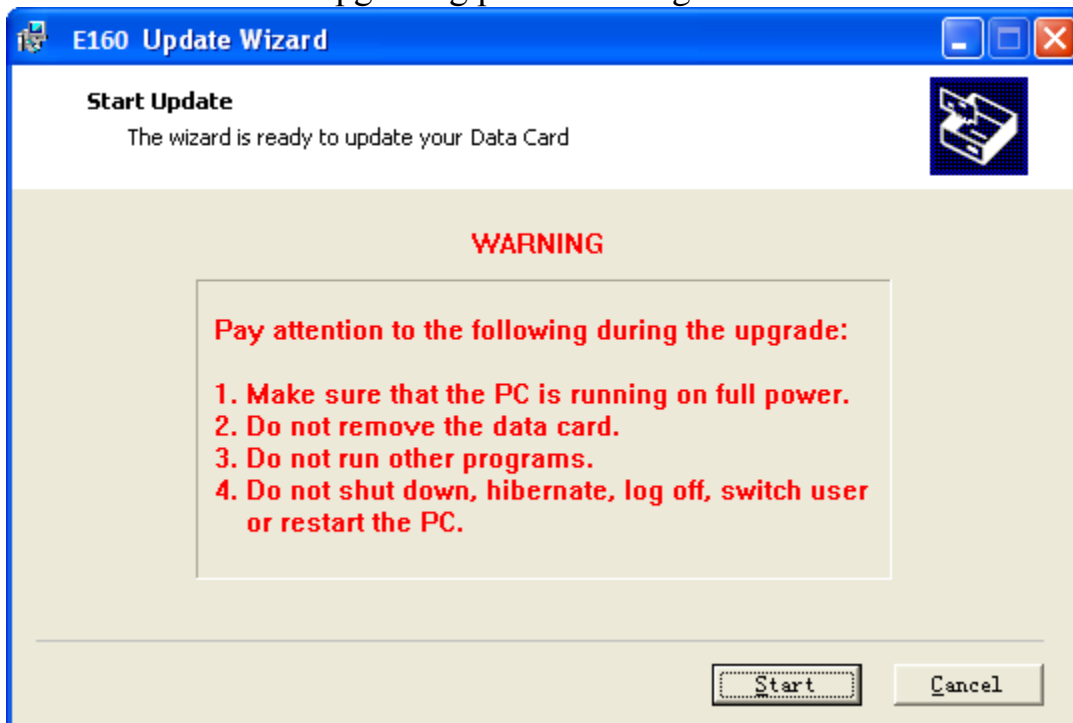 E160 Update Wizard
Start Update
The wizard is ready to update your Data Card
WARNING
Pay attention to the following during the upgrade:
1. Make sure that the PC is running on full power.
2. Do not remove the data card.
3. Do not run other programs.
4. Do not shut down, hibernate, log off, switch user
or restart the PC.
Start
Cancel